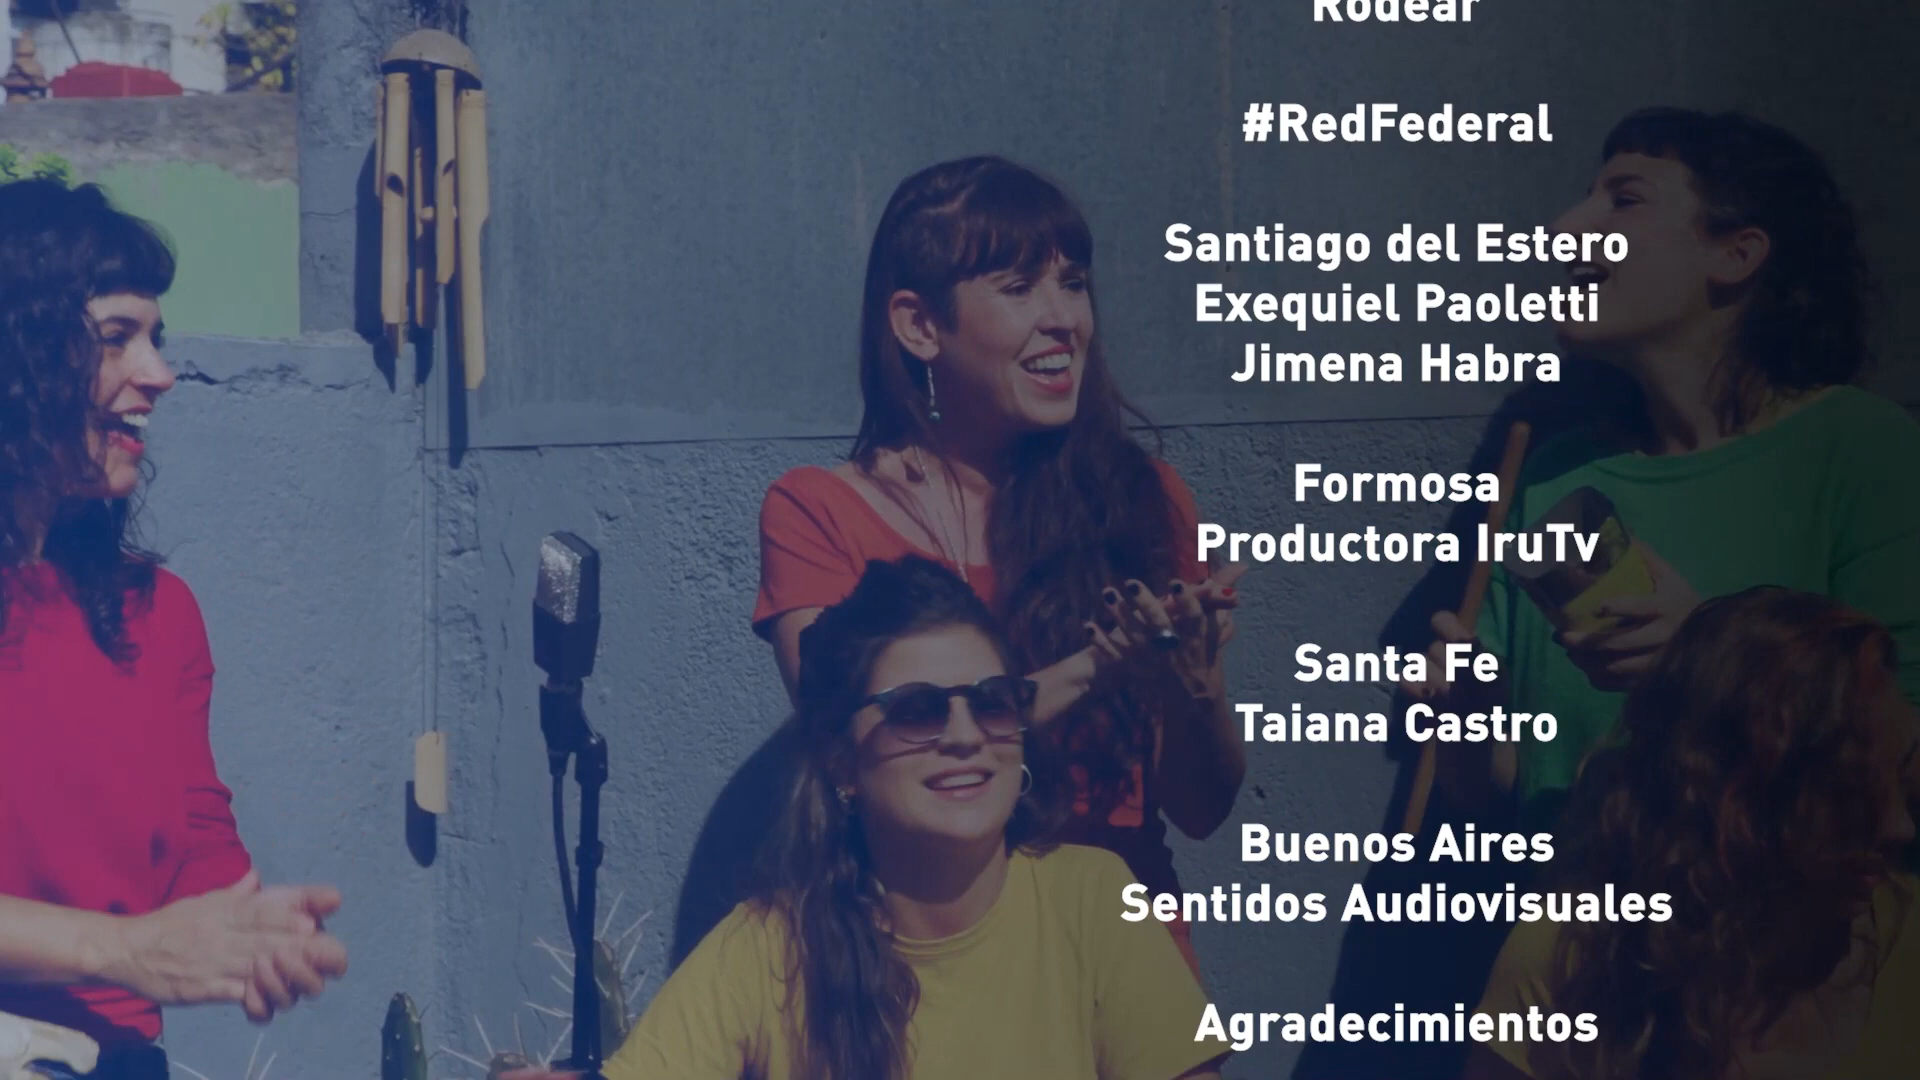 Rodear
#RedFederal
Santiago del Estero
Exequiel Paoletti
Jimena Habra
Formosa
Productora IruTv
Santa Fe
Taiana Castro
Buenos Aires
Sentidos Audiovisuales
Agradecimientos